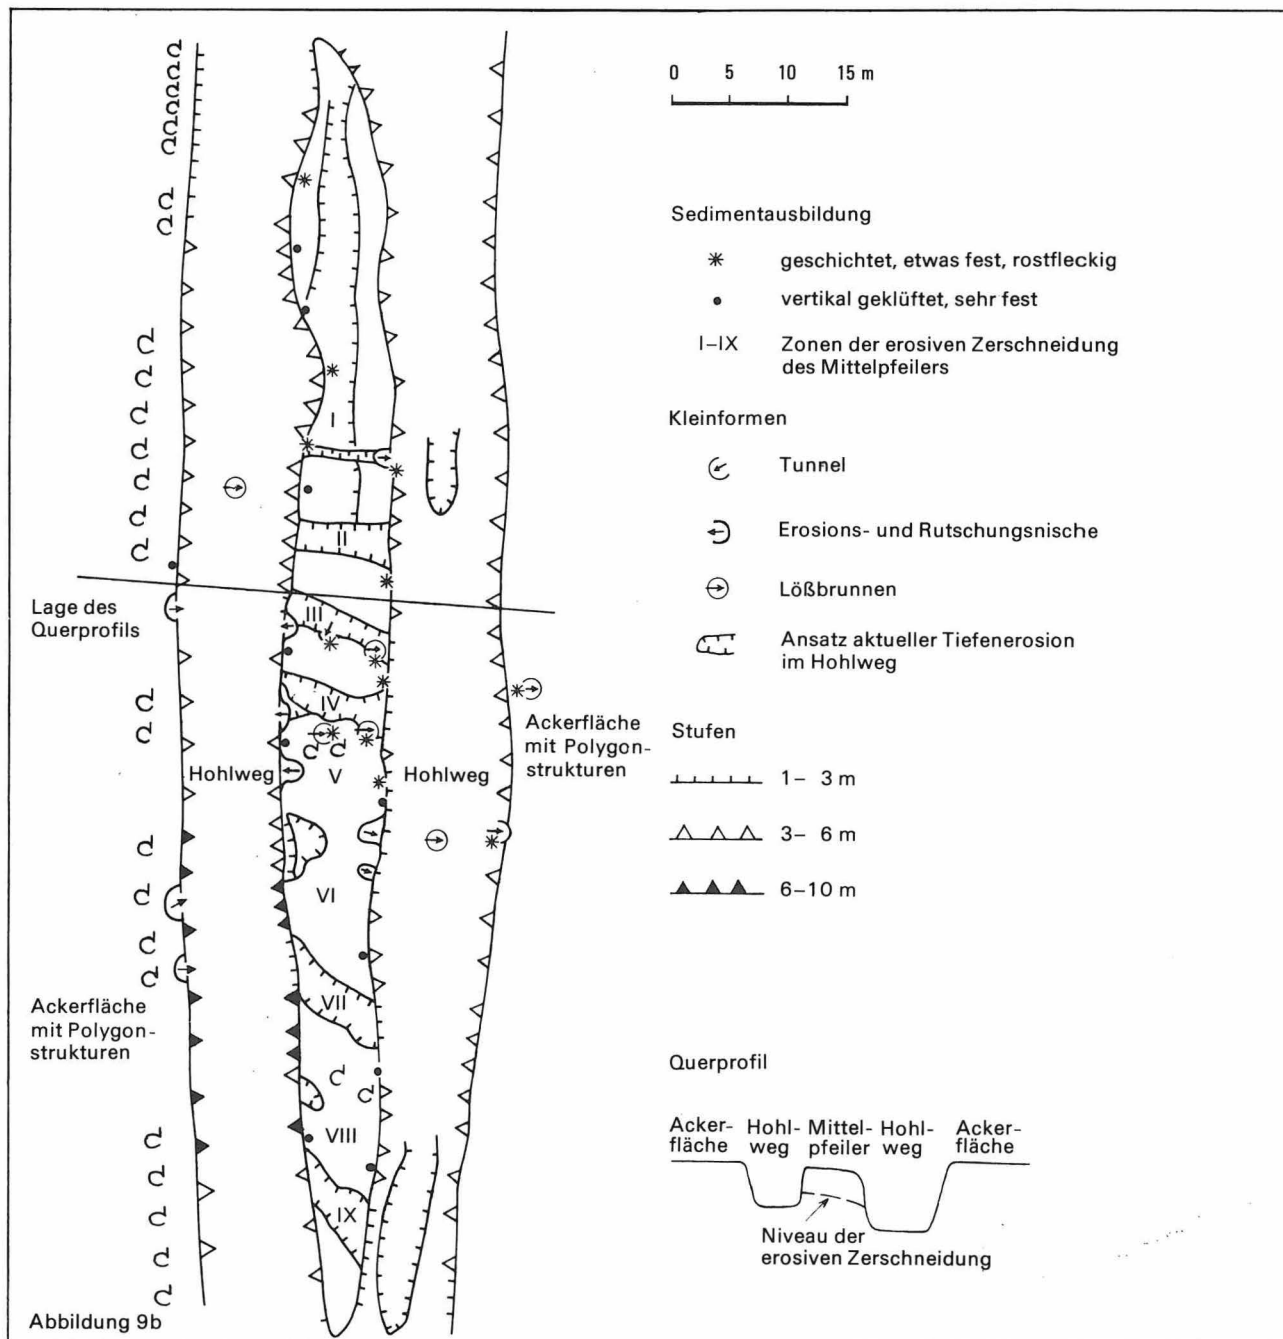 0 5 10 15 m
Sedimentausbildung
geschichtet, etwas fest, rostfleckig
vertikal geklüftet, sehr fest
I–IX Zonen der erosiven Zerschneidung
des Mittelpfeilers
Kleinformen
Tunnel
Erosions- und Rutschungsnische
Lößbrunnen
Ansatz aktueller Tiefenerosion
im Hohlweg
Stufen
1– 3 m
3– 6 m
6–10 m
Querprofil
Acker-
fläche
Hohl-
weg
Mittel-
pfeiler
Hohl-
weg
Acker-
fläche
Niveau der
erosiven Zerschneidung
I
II
Lage des
Querprofils
III
IV
Ackerfläche
mit Polygon-
strukturen
Hohlweg
V
Hohlweg
VI
Ackerfläche
mit Polygon-
strukturen
VII
VIII
IX
Abbildung 9b